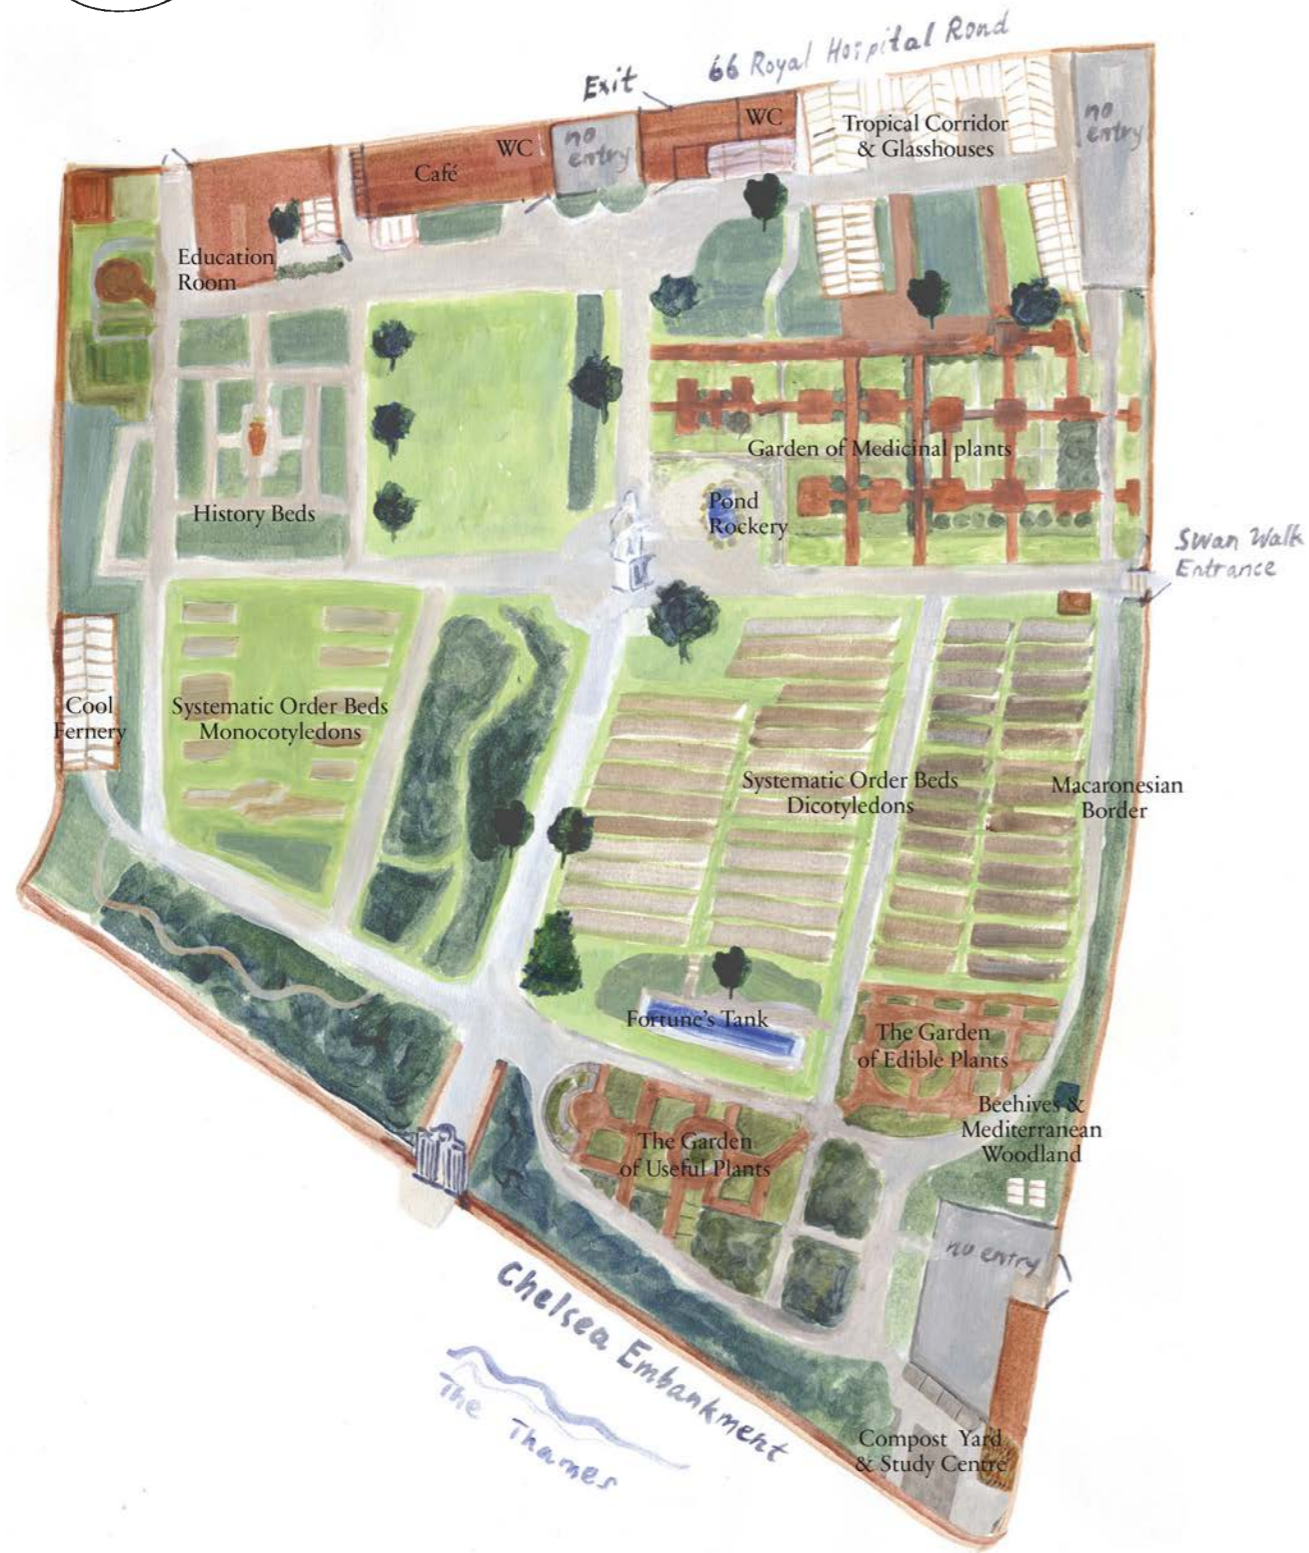 66 Royal Hospital Rond
Exit
WC
no
entry
WC
Café
Tropical Corridor
& Glasshouses
no
entry
Education
Room
Garden of Medicinal plants
Pond
Rockery
History Beds
Swan Walk
Entrance
Cool
Fernery
Systematic Order Beds
Monocotyledons
Systematic Order Beds
Dicotyledons
Macaronesian
Border
Fortune's Tank
The Garden
of Edible Plants
Beehives &
Mediterranean
Woodland
The Garden
of Useful Plants
no entry
Chelsea Embankment
The Thames
Compost Yard
& Study Centre